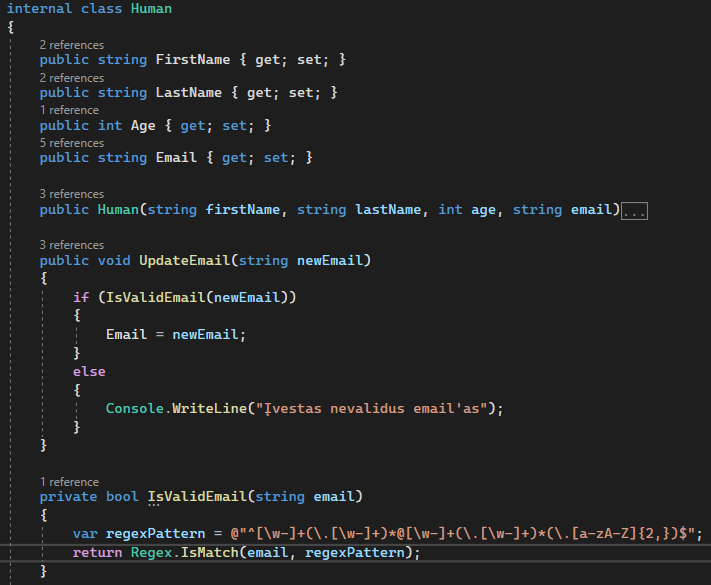 internal class Human
{
2 references
public string FirstName { get; set; }
2 references
public string LastName { get; set; }
1 reference
public int Age { get; set; }
5 references
public string Email { get; set; }
3 references
public Human(string firstName, string lastName, int age, string email)...
3 references
public void UpdateEmail(string newEmail)
{
if (IsValidEmail(newEmail))
{
Email = newEmail;
}
else
{
Console.WriteLine("Įvestas nevalidus email'as");
}
}
1 reference
private bool IsValidEmail(string email)
{
var regexPattern = @"^[\w-]+(\.[\w-]+)*@[\w-]+(\.[\w-]+)*(\.[a-zA-Z]{2,})$";
return Regex.IsMatch(email, regexPattern);
}